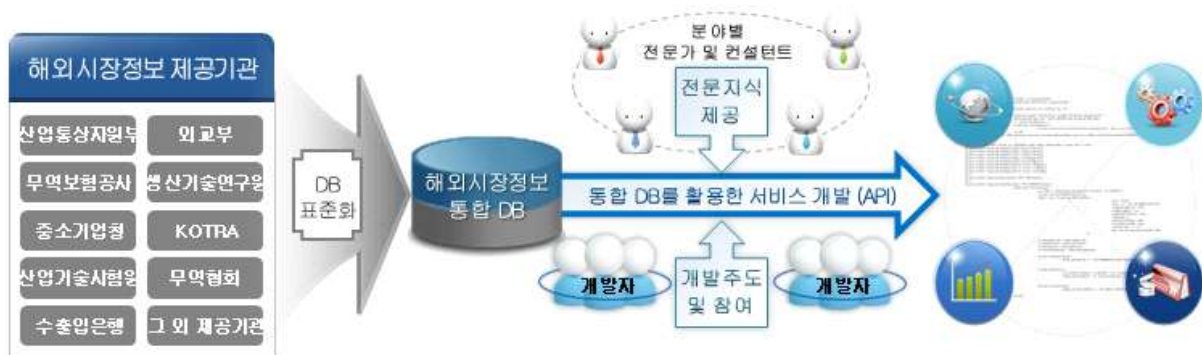 해외시장정보 제공기관
산업통상자원부
외교부
무역보험공사
생산기술연구원
중소기업청
KOTRA
산업기술시험원
무역협회
수출입은행
그 외 제공기관
DB
표준화
해외시장정보
통합 DB
분야별
전문가 및 컨설턴트
전문지식
제공
통합 DB를 활용한 서비스 개발 (API)
개발자
개발주도
및 참여
개발자